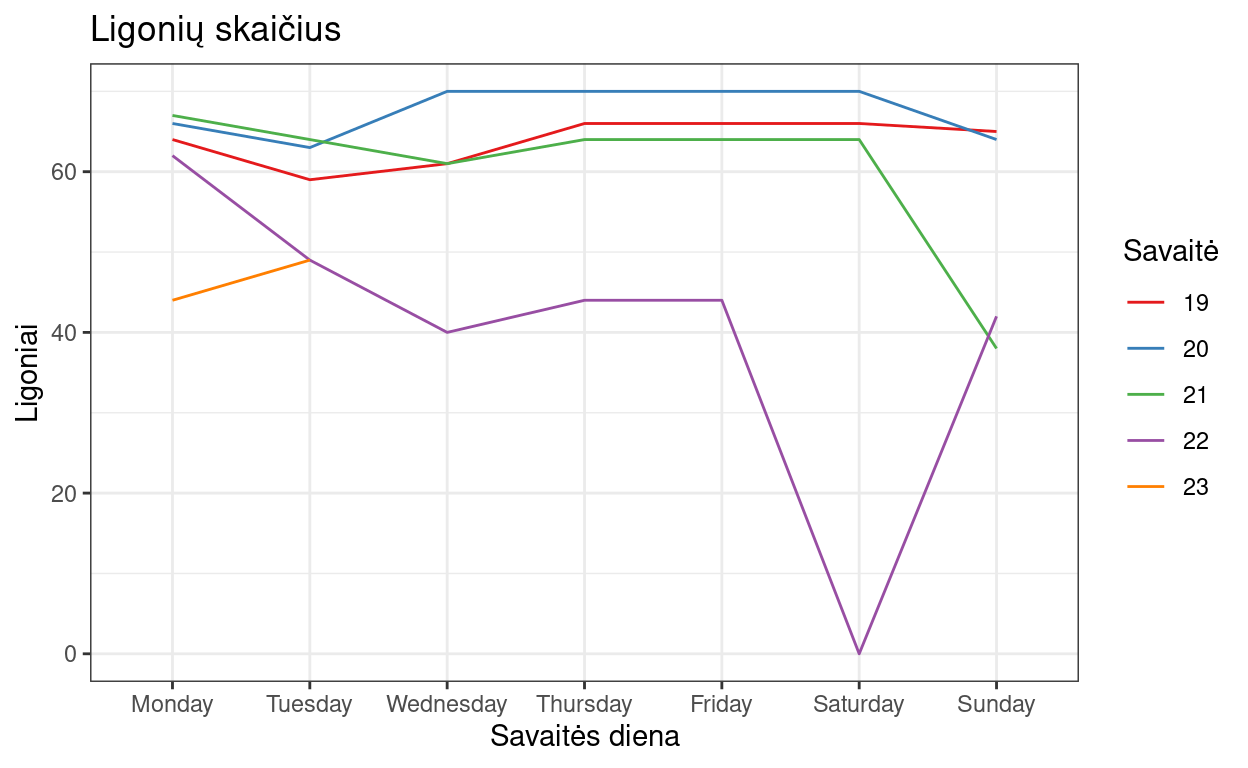 Ligonių skaičius
Ligoniai
60
40
20
0
Monday Tuesday Wednesday Thursday Friday Saturday Sunday
Savaitės diena
Savaitė
19
20
21
22
23